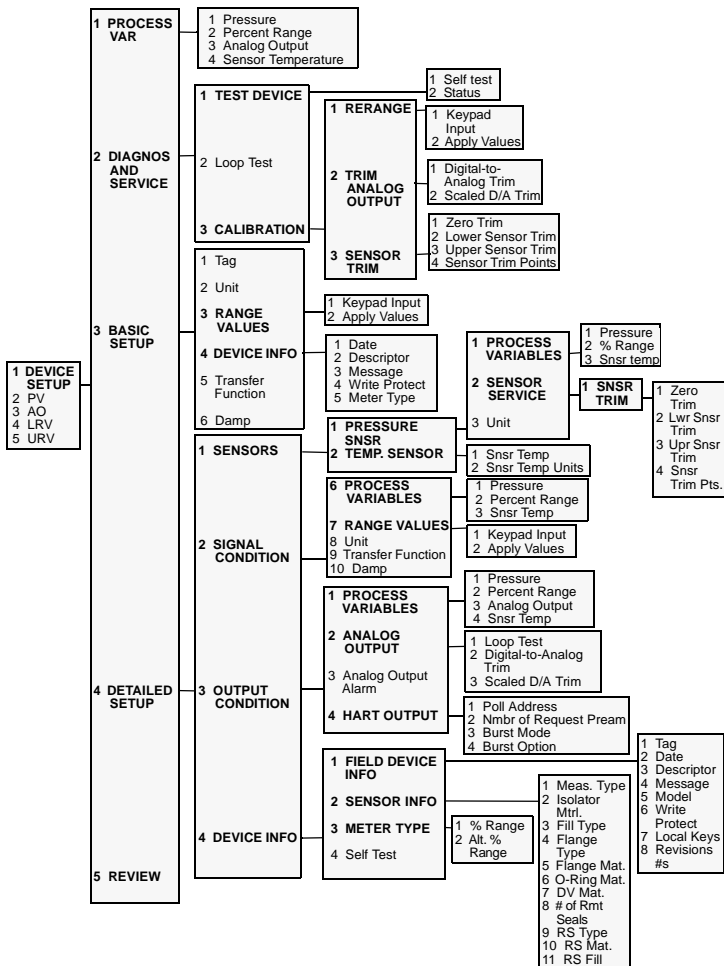 1 DEVICE
SETUP
2 PV
3 AO
4 LRV
5 URV
1 PROCESS
VAR
2 DIAGNOS
AND
SERVICE
3 BASIC
SETUP
4 DETAILED
SETUP
5 REVIEW
1 Pressure
2 Percent Range
3 Analog Output
4 Sensor Temperature
1 TEST DEVICE
2 Loop Test
3 CALIBRATION
1 Self test
2 Status
1 RERANGE
2 TRIM
ANALOG
OUTPUT
3 SENSOR
TRIM
1 Keypad
Input
2 Apply Values
1 Digital-to-
Analog Trim
2 Scaled D/A Trim
1 Zero Trim
2 Lower Sensor Trim
3 Upper Sensor Trim
4 Sensor Trim Points
1 Tag
2 Unit
3 RANGE
VALUES
4 DEVICE INFO
5 Transfer
Function
6 Damp
1 Keypad Input
2 Apply Values
1 Date
2 Descriptor
3 Message
4 Write Protect
5 Meter Type
1 SENSORS
2 SIGNAL
CONDITION
3 OUTPUT
CONDITION
4 DEVICE INFO
1 PRESSURE
SNSR
2 TEMP. SENSOR
1 PROCESS
VARIABLES
2 SENSOR
SERVICE
3 Unit
1 Pressure
2 % Range
3 Snsr temp
1 SNSR
TRIM
1 Zero
Trim
2 Lwr Snsr
Trim
3 Upr Snsr
Trim
4 Snsr
Trim Pts.
1 Snsr Temp
2 Snsr Temp Units
6 PROCESS
VARIABLES
7 RANGE VALUES
8 Unit
9 Transfer Function
10 Damp
1 Pressure
2 Percent Range
3 Snsr Temp
1 Keypad Input
2 Apply Values
1 PROCESS
VARIABLES
2 ANALOG
OUTPUT
3 Analog Output
Alarm
4 HART OUTPUT
1 Pressure
2 Percent Range
3 Analog Output
4 Snsr Temp
1 Loop Test
2 Digital-to-Analog
Trim
3 Scaled D/A Trim
1 Poll Address
2 Nmbr of Request Pream
3 Burst Mode
4 Burst Option
1 FIELD DEVICE
INFO
2 SENSOR INFO
3 METER TYPE
4 Self Test
1 % Range
2 Alt. %
Range
1 Meas. Type
2 Isolator
Mtrl.
3 Fill Type
4 Flange
Type
5 Flange Mat.
6 O-Ring Mat.
7 DV Mat.
8 # of Rmt
Seals
9 RS Type
10 RS Mat.
11 RS Fill
1 Tag
2 Date
3 Descriptor
4 Message
5 Model
6 Write
Protect
7 Local Keys
8 Revisions
#s